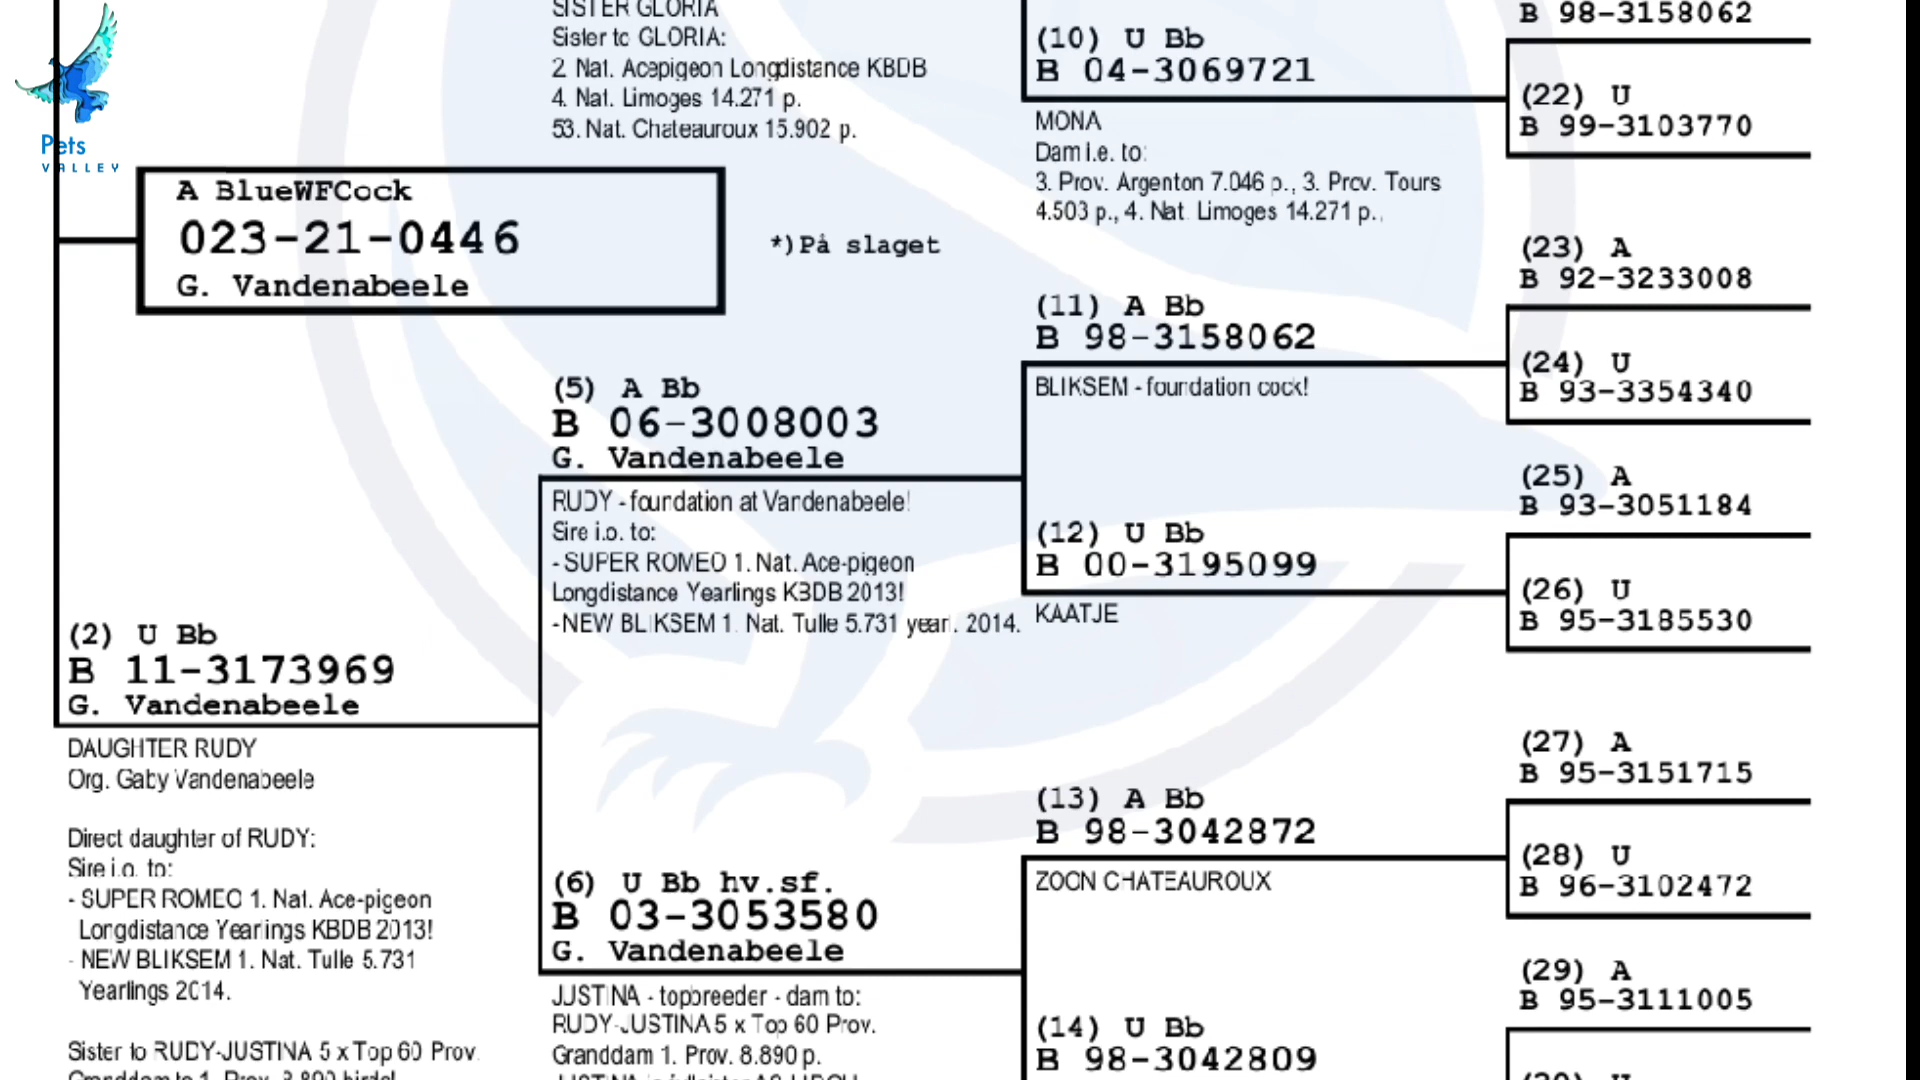 Pets
VALLEY
A BlueWFCock
023-21-0446
G. Vandenabeele
*)På slaget
(2) U Bb
B 11-3173969
G. Vandenabeele
DAUGHTER RUDY
Org. Gaby Vandenabeele
Direct daughter of RUDY:
Sire i.o. to:
- SUPER ROMEO 1. Nat. Ace-pigeon
Longdistance Yearlings KBDB 2013!
- NEW BLIKSEM 1. Nat. Tulle 5.731
Yearlings 2014.
Sister to RUDY-JUSTINA 5 x Top 60 Prov.
Granddam to 1. Prov. 8.890 birds!
SISTER GLORIA
Sister to GLORIA:
2. Nat. Acepigeon Longdistance KBDB
4. Nat. Limoges 14.271 p.
53. Nat. Chateauroux 15.902 p.
(5) A Bb
B 06-3008003
G. Vandenabeele
RUDY - foundation at Vandenabeele!
Sire i.o. to:
- SUPER ROMEO 1. Nat. Ace-pigeon
Longdistance Yearlings KBDB 2013!
-NEW BLIKSEM 1. Nat. Tulle 5.731 yearl. 2014.
(6) U Bb hv.sf.
B 03-3053580
G. Vandenabeele
JUSTINA - topbreeder - dam to:
RUDY-JUSTINA 5 x Top 60 Prov.
Granddam 1. Prov. 8.890 p.
(10) U Bb
B 04-3069721
MONA
Dam i.e. to:
3. Prov. Argenton 7.046 p., 3. Prov. Tours
4.503 p., 4. Nat. Limoges 14.271 p.,
(11) A Bb
B 98-3158062
BLIKSEM - foundation cock!
(12) U Bb
B 00-3195099
KAATJE
(13) A Bb
B 98-3042872
ZOON CHATEAUROUX
(14) U Bb
B 98-3042809
B 98-3158062
(22) U
B 99-3103770
(23) A
B 92-3233008
(24) U
B 93-3354340
(25) A
B 93-3051184
(26) U
B 95-3185530
(27) A
B 95-3151715
(28) U
B 96-3102472
(29) A
B 95-3111005
(30) U